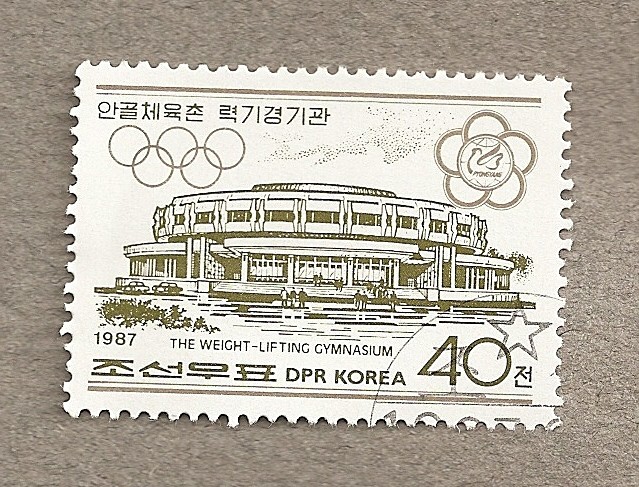 안골체육촌 력기경기관
PYONGYANG
1987
THE WEIGHT-LIFTING GYMNASIUM
조선우표 DPR KOREA 40전